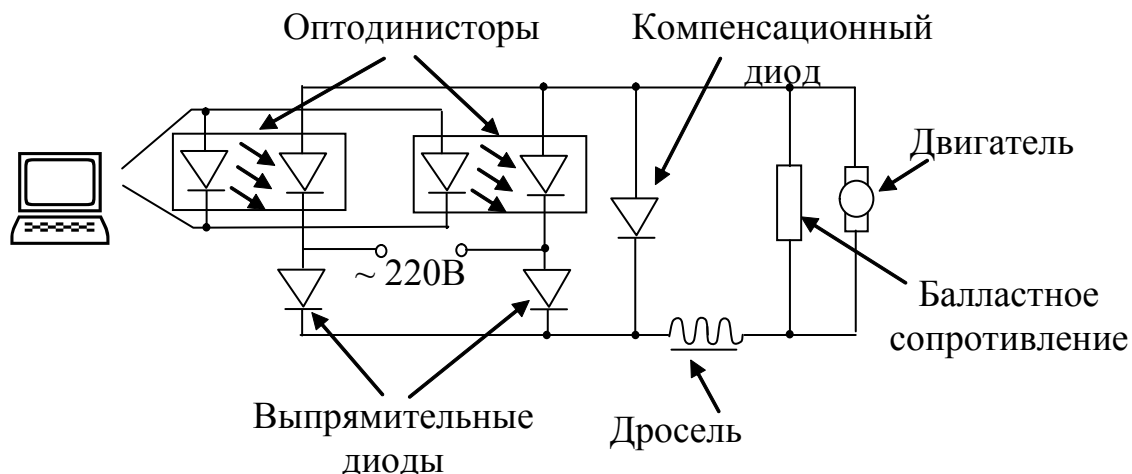 Оптодинисторы
Компенсационный
диод
Двигатель
~ 220В
Балластное
сопротивление
Выпрямительные
диоды
Дросель